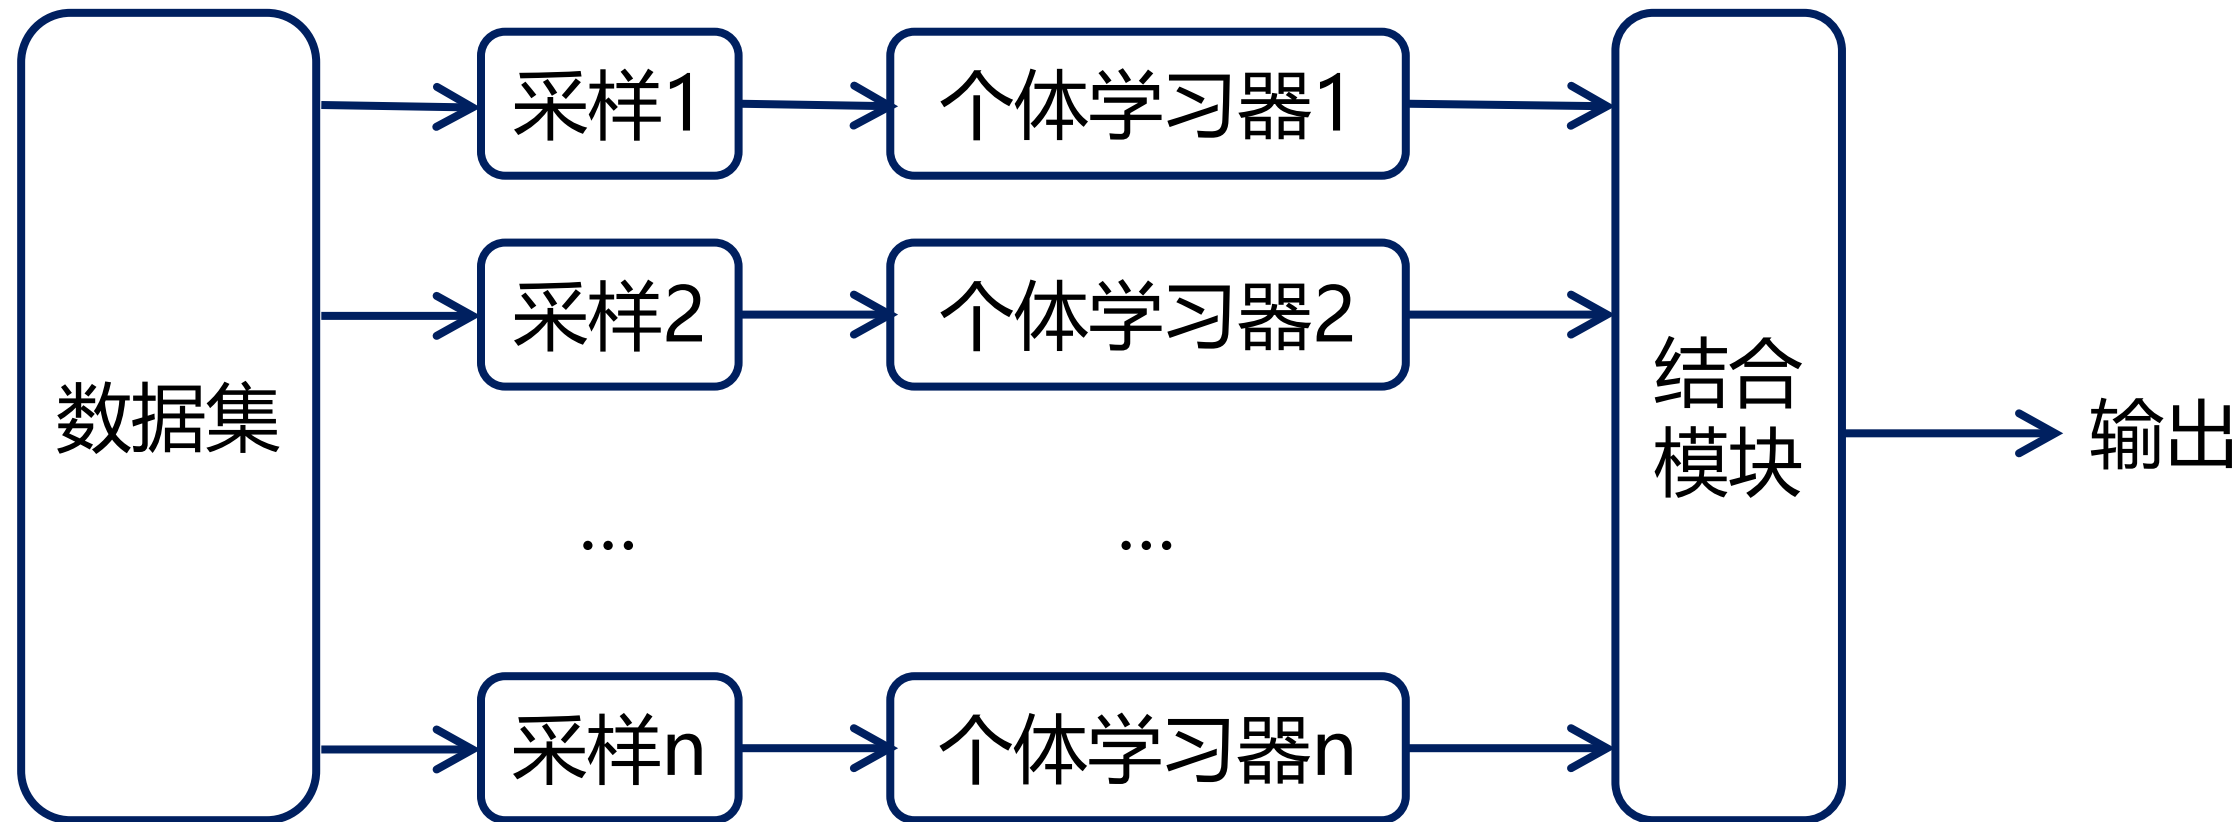 数据集
采样1
个体学习器1
采样2
个体学习器2
...
...
采样n
个体学习器n
结合
模块
输出